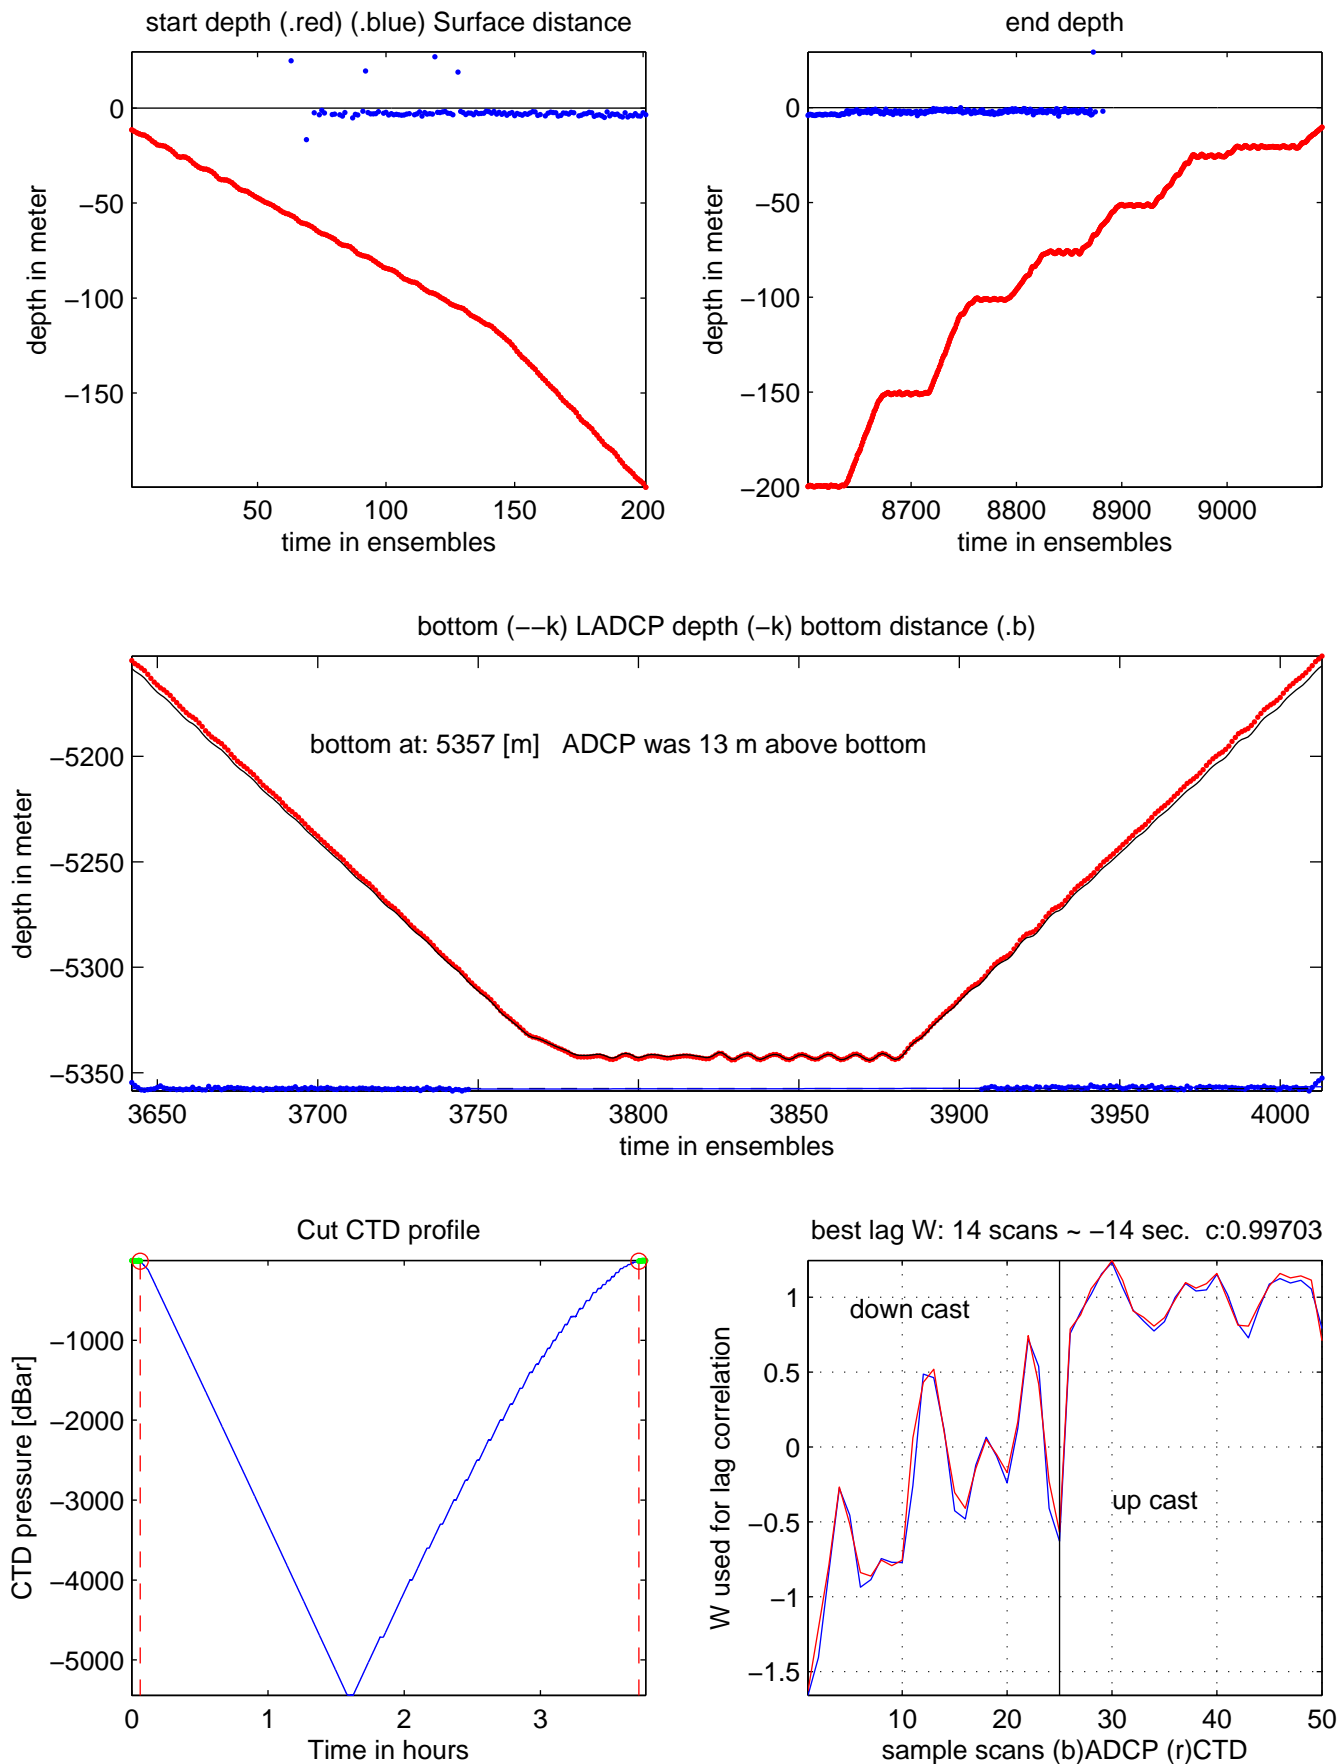 start depth (.red) (.blue) Surface distance
0
−50
−100
−150
depth in meter
50
100
150
200
time in ensembles
end depth
0
−50
−100
−150
−200
depth in meter
8700
8800
8900
9000
time in ensembles
bottom (−−k) LADCP depth (−k) bottom distance (.b)
bottom at: 5357 [m] ADCP was 13 m above bottom
−5200
−5250
−5300
−5350
depth in meter
3650
3700
3750
3800
3850
3900
3950
4000
time in ensembles
Cut CTD profile
−1000
−2000
−3000
−4000
−5000
CTD pressure [dBar]
0
1
2
3
Time in hours
best lag W: 14 scans ~ −14 sec. c:0.99703
down cast
up cast
1
0.5
0
−0.5
−1
−1.5
W used for lag correlation
10
20
30
40
50
sample scans (b)ADCP (r)CTD